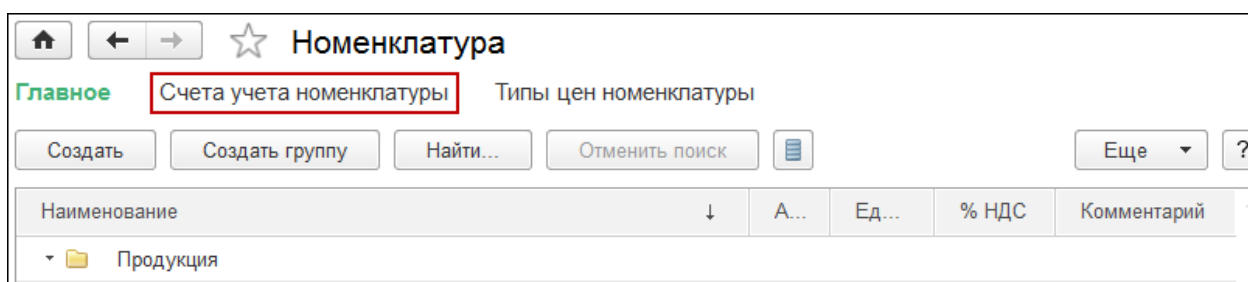 Номенклатура
Главное Счета учета номенклатуры Типы цен номенклатуры
Создать Создать группу Найти... Отменить поиск Еще ?
Наименование ↓ А... Ед... % НДС Комментарий
Продукция